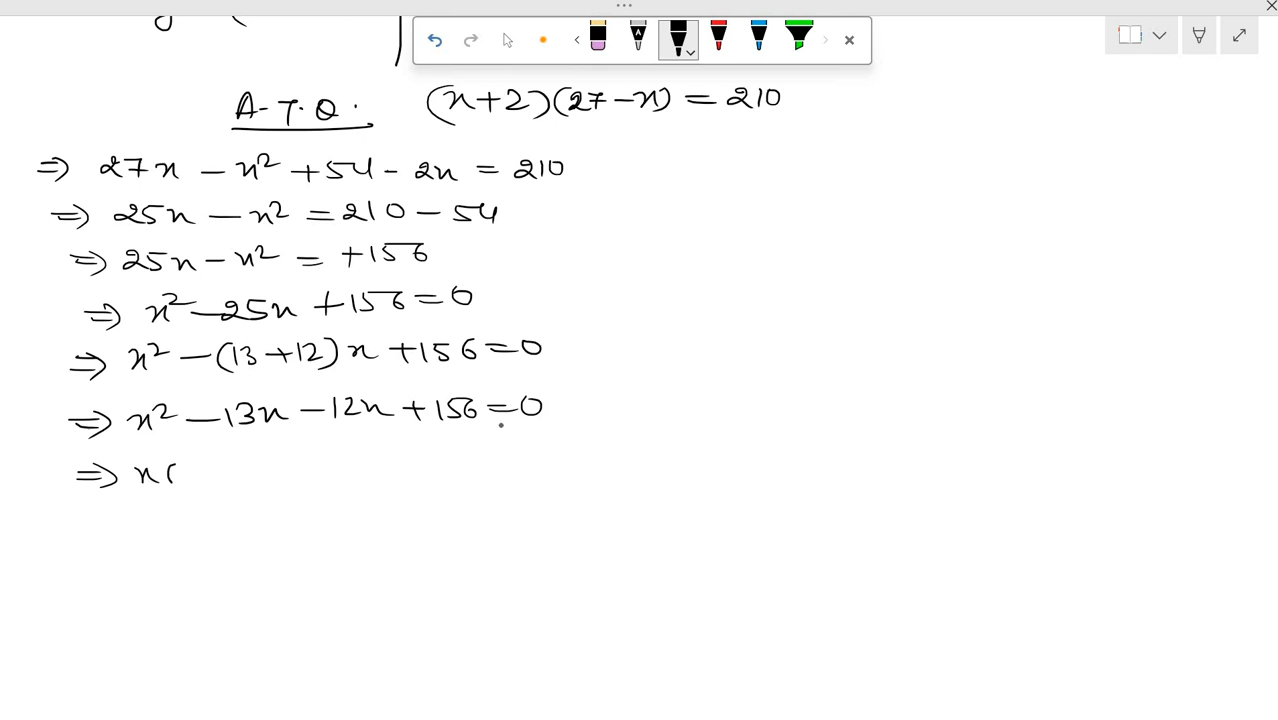 A.T.Q. (x+2)(27-x) = 210
⇒ 27x - x² + 54 - 2x = 210
⇒ 25x - x² = 210 - 54
⇒ 25x - x² = +156
⇒ x² - 25x + 156 = 0
⇒ x² - (13+12)x + 156 = 0
⇒ x² - 13x - 12x + 156 = 0
⇒ x(